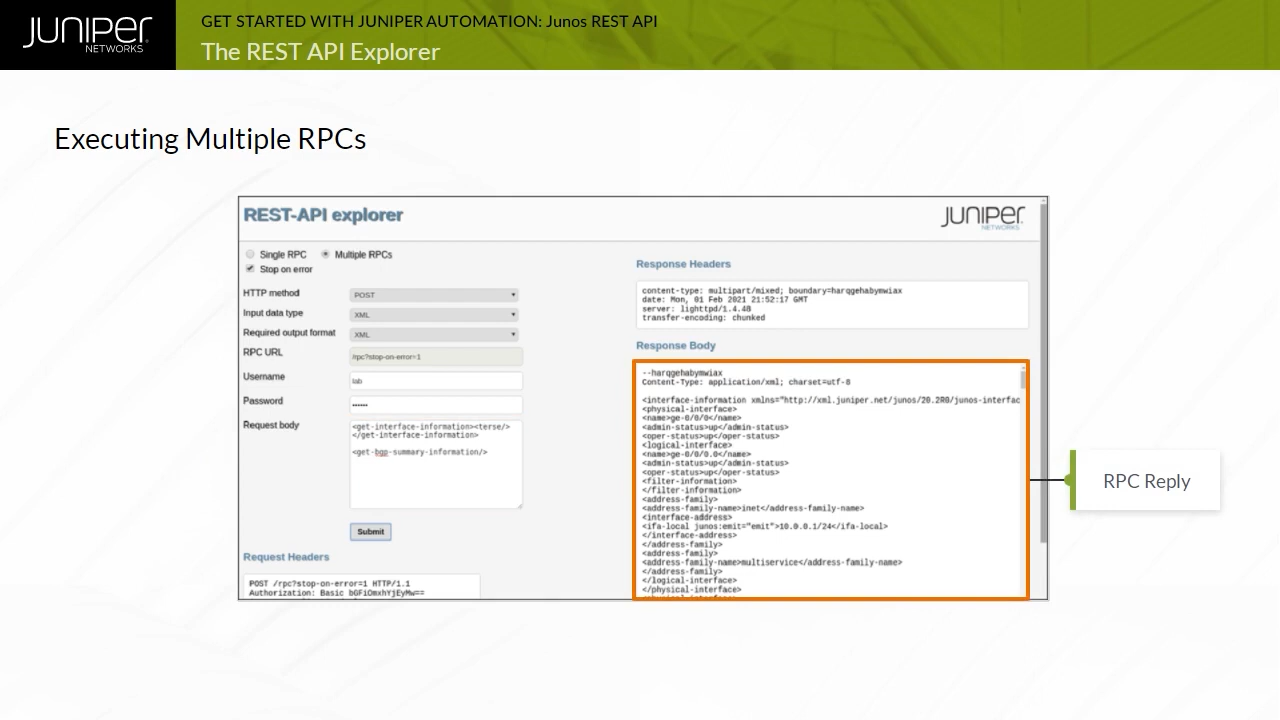 JUNIPER
NETWORKS
GET STARTED WITH JUNIPER AUTOMATION: Junos REST API
The REST API Explorer
Executing Multiple RPCs
REST-API explorer
JUNIPER
NETWORKS
Single RPC Multiple RPCs
Stop on error
HTTP method POST
Input data type XML
Required output format XML
RPC URL /rpc?stop-on-error=1
Username lab
Password ••••••
Request body
<get-interface-information><terse/>
</get-interface-information>
<get-bgp-summary-information/>
Submit
Request Headers
POST /rpc?stop-on-error=1 HTTP/1.1
Authorization: Basic bGFiOmxhYjEyMw==
Response Headers
content-type: multipart/mixed; boundary=harqgehabymwiax
date: Mon, 01 Feb 2021 21:52:17 GMT
server: lighttpd/1.4.48
transfer-encoding: chunked
Response Body
--harqgehabymwiax
Content-Type: application/xml; charset=utf-8
<interface-information xmlns="http://xml.juniper.net/junos/20.2R0/junos-interfac
<physical-interface>
<name>ge-0/0/0</name>
<admin-status>up</admin-status>
<oper-status>up</oper-status>
<logical-interface>
<name>ge-0/0/0.0</name>
<admin-status>up</admin-status>
<oper-status>up</oper-status>
<filter-information>
</filter-information>
<address-family>
<address-family-name>inet</address-family-name>
<interface-address>
<ifa-local junos:emit="emit">10.0.0.1/24</ifa-local>
</interface-address>
</address-family>
<address-family>
<address-family-name>multiservice</address-family-name>
</address-family>
</logical-interface>
</physical-interface>
RPC Reply